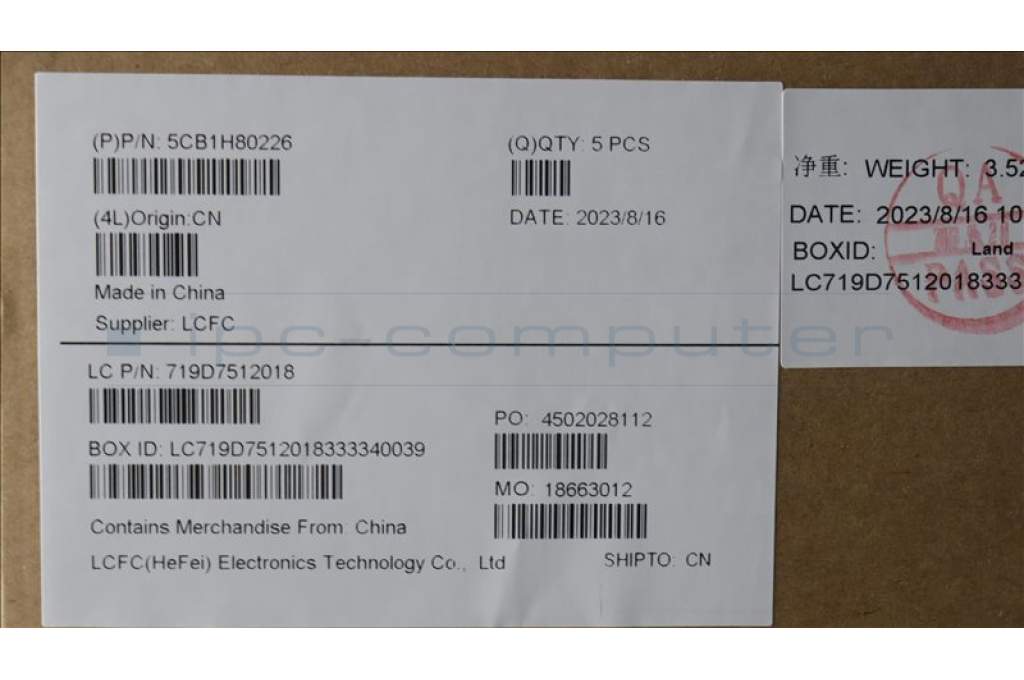 (P)P/N: 5CB1H80226
(Q)QTY: 5 PCS
(4L)Origin:CN
DATE: 2023/8/16
Made in China
Supplier: LCFC
ipc-computer
LC P/N: 719D7512018
PO: 4502028112
BOX ID: LC719D7512018333340039
MO: 18663012
Contains Merchandise From China
LCFC(HeFei) Electronics Technology Co., Ltd
SHIPTO: CN
净重: WEIGHT: 3.52
DATE: 2023/8/16 10
BOXID: Land
LC719D7512018333
QA
PASS